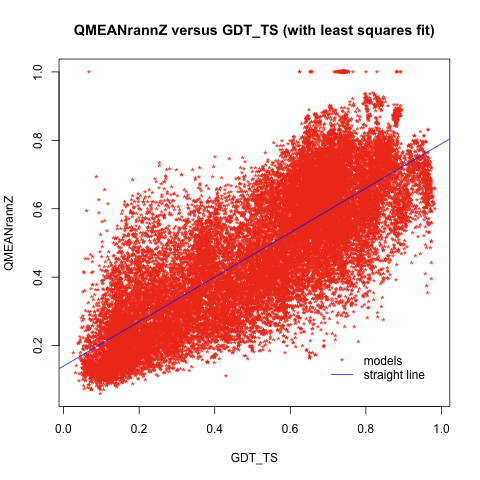 QMEANrannZ versus GDT_TS (with least squares fit)
1.0
0.8
0.6
0.4
0.2
QMEANrannZ
models
straight line
0.0 0.2 0.4 0.6 0.8 1.0
GDT_TS